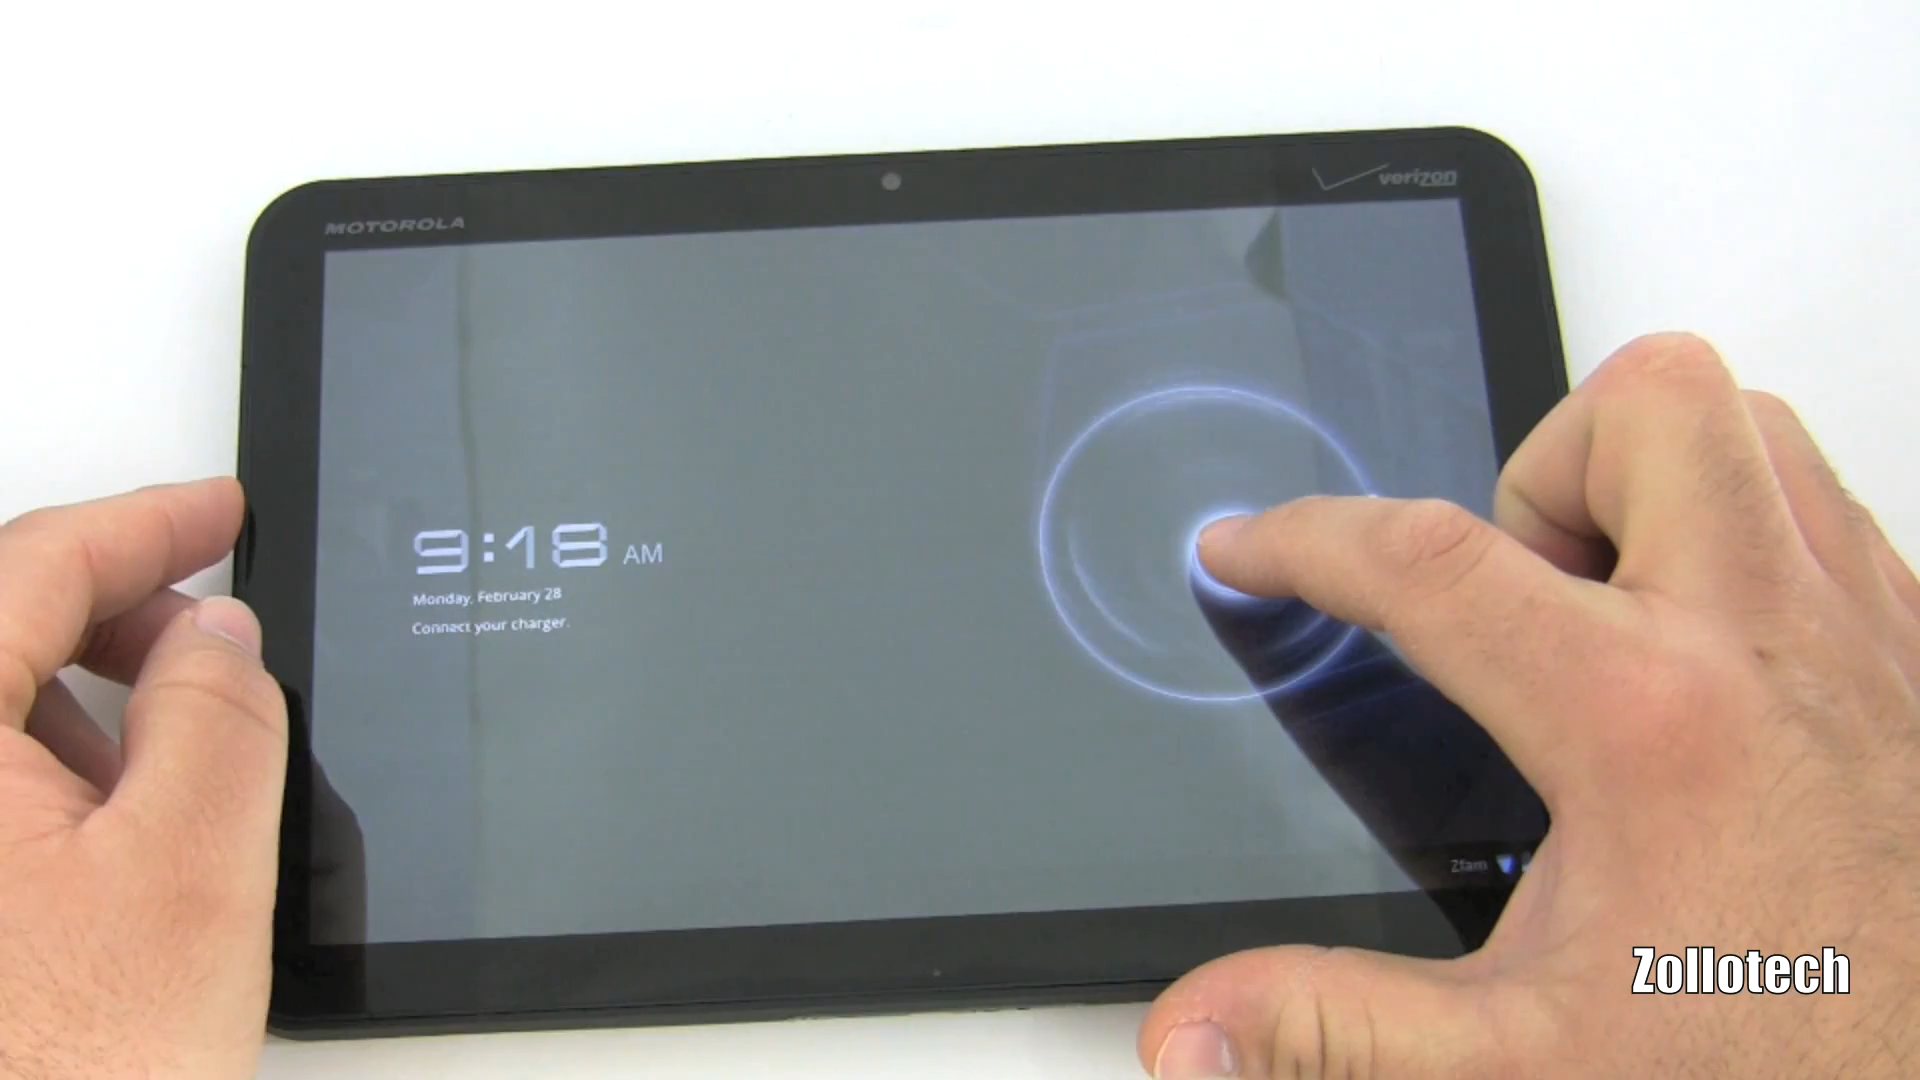 MOTOROLA
verizon
9:18 AM
Monday, February 28
Connect your charger.
Zfam
Zollotech